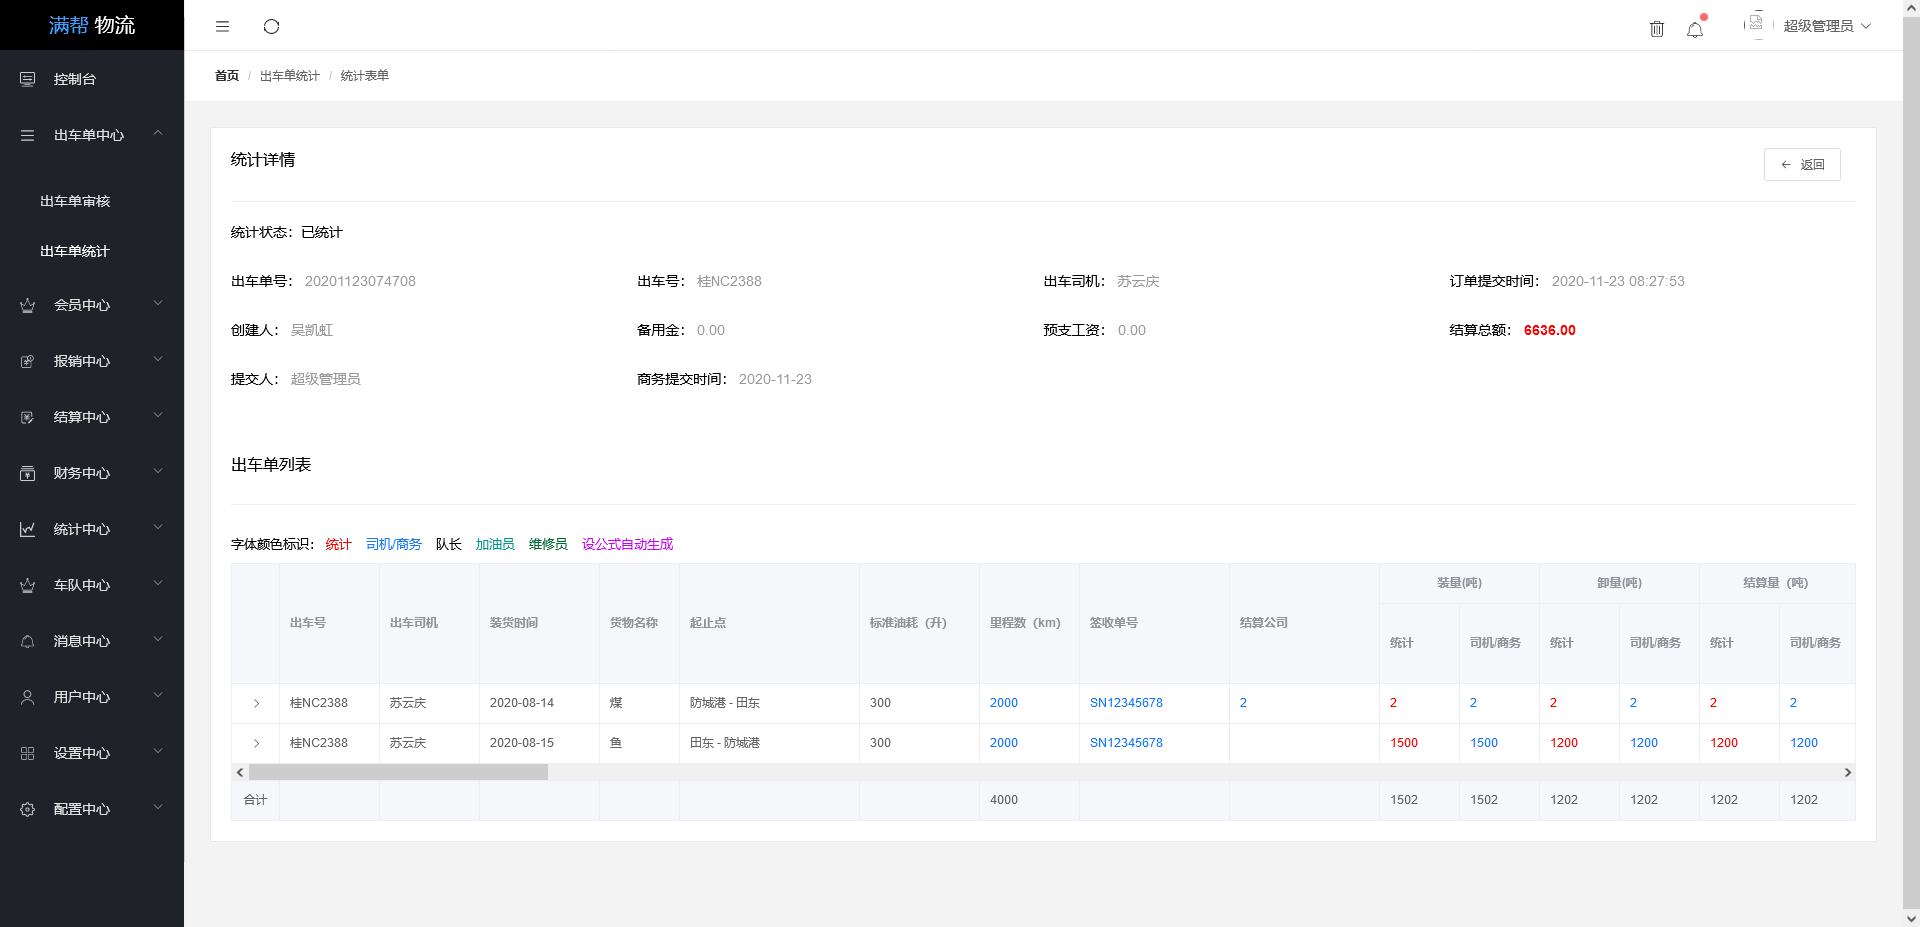 满帮 物流
超级管理员
控制台
出车单中心
出车单审核
出车单统计
会员中心
报销中心
结算中心
财务中心
统计中心
车队中心
消息中心
用户中心
设置中心
配置中心
首页 / 出车单统计 / 统计表单
统计详情
返回
统计状态：已统计
出车单号： 20201123074708 出车号： 桂NC2388 出车司机： 苏云庆 订单提交时间： 2020-11-23 08:27:53
创建人： 吴凯虹 备用金： 0.00 预支工资： 0.00 结算总额： 6636.00
提交人： 超级管理员 商务提交时间： 2020-11-23
出车单列表
字体颜色标识： 统计 司机/商务 队长 加油员 维修员 设公式自动生成
装量(吨) 卸量(吨) 结算量（吨）
出车号 出车司机 装货时间 货物名称 起止点 标准油耗（升） 里程数（km） 签收单号 结算公司
统计 司机/商务 统计 司机/商务 统计 司机/商务
桂NC2388 苏云庆 2020-08-14 煤 防城港 - 田东 300 2000 SN12345678 2 2 2 2 2 2 2
桂NC2388 苏云庆 2020-08-15 鱼 田东 - 防城港 300 2000 SN12345678 1500 1500 1200 1200 1200 1200
合计 4000 1502 1502 1202 1202 1202 1202